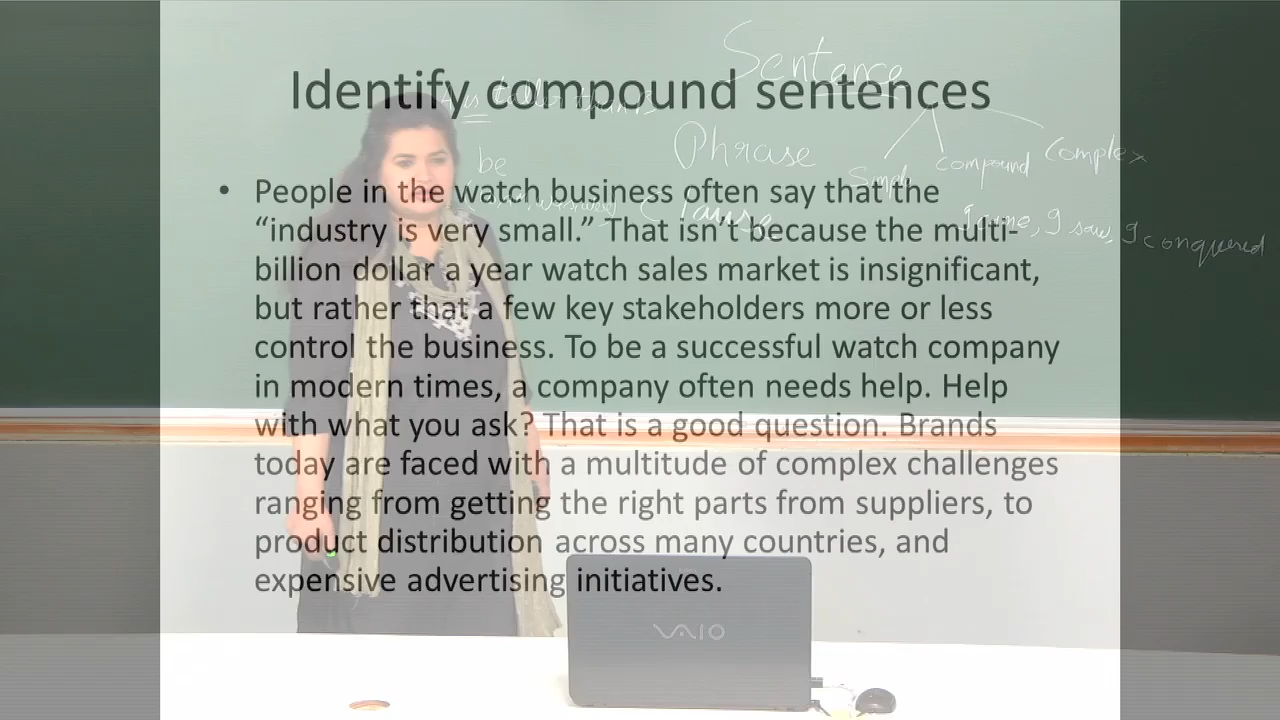 Identify compound sentences
• People in the watch business often say that the
“industry is very small.” That isn’t because the multi-
billion dollar a year watch sales market is insignificant,
but rather that a few key stakeholders more or less
control the business. To be a successful watch company
in modern times, a company often needs help. Help
with what you ask? That is a good question. Brands
today are faced with a multitude of complex challenges
ranging from getting the right parts from suppliers, to
product distribution across many countries, and
expensive advertising initiatives.
Sentence
is taller than B
Phrase
be
compound
Complex
Clause
I came, I saw, I conquered
VAIO